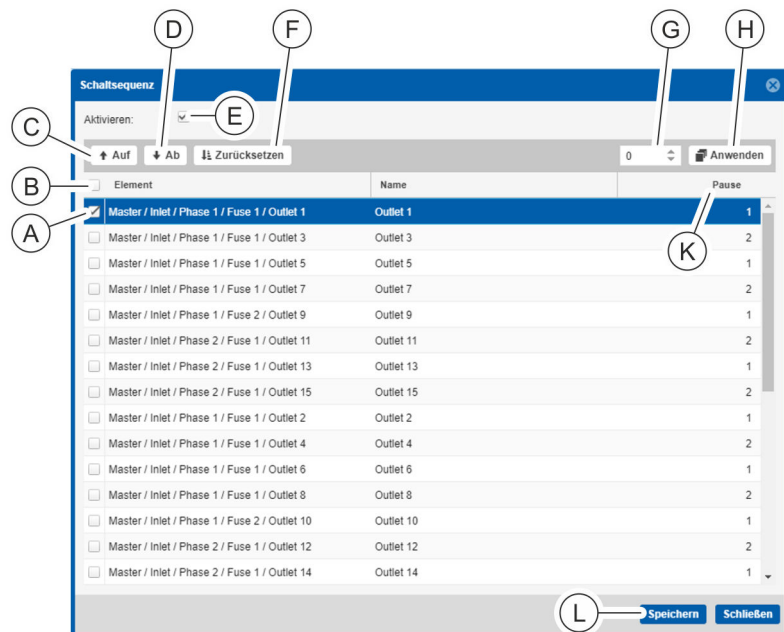 D F G H
Schaltsequenz
Aktivieren: E
C
Auf Ab Zurücksetzen 0 Anwenden
B Element Name Pause
A Master / Inlet / Phase 1 / Fuse 1 / Outlet 1 Outlet 1 1
Master / Inlet / Phase 1 / Fuse 1 / Outlet 3 Outlet 3 K 2
Master / Inlet / Phase 1 / Fuse 1 / Outlet 5 Outlet 5 1
Master / Inlet / Phase 1 / Fuse 1 / Outlet 7 Outlet 7 2
Master / Inlet / Phase 1 / Fuse 2 / Outlet 9 Outlet 9 1
Master / Inlet / Phase 2 / Fuse 1 / Outlet 11 Outlet 11 2
Master / Inlet / Phase 2 / Fuse 1 / Outlet 13 Outlet 13 1
Master / Inlet / Phase 2 / Fuse 1 / Outlet 15 Outlet 15 2
Master / Inlet / Phase 1 / Fuse 1 / Outlet 2 Outlet 2 1
Master / Inlet / Phase 1 / Fuse 1 / Outlet 4 Outlet 4 2
Master / Inlet / Phase 1 / Fuse 1 / Outlet 6 Outlet 6 1
Master / Inlet / Phase 1 / Fuse 1 / Outlet 8 Outlet 8 2
Master / Inlet / Phase 1 / Fuse 2 / Outlet 10 Outlet 10 1
Master / Inlet / Phase 2 / Fuse 1 / Outlet 12 Outlet 12 2
Master / Inlet / Phase 2 / Fuse 1 / Outlet 14 Outlet 14 1
L Speichern Schließen